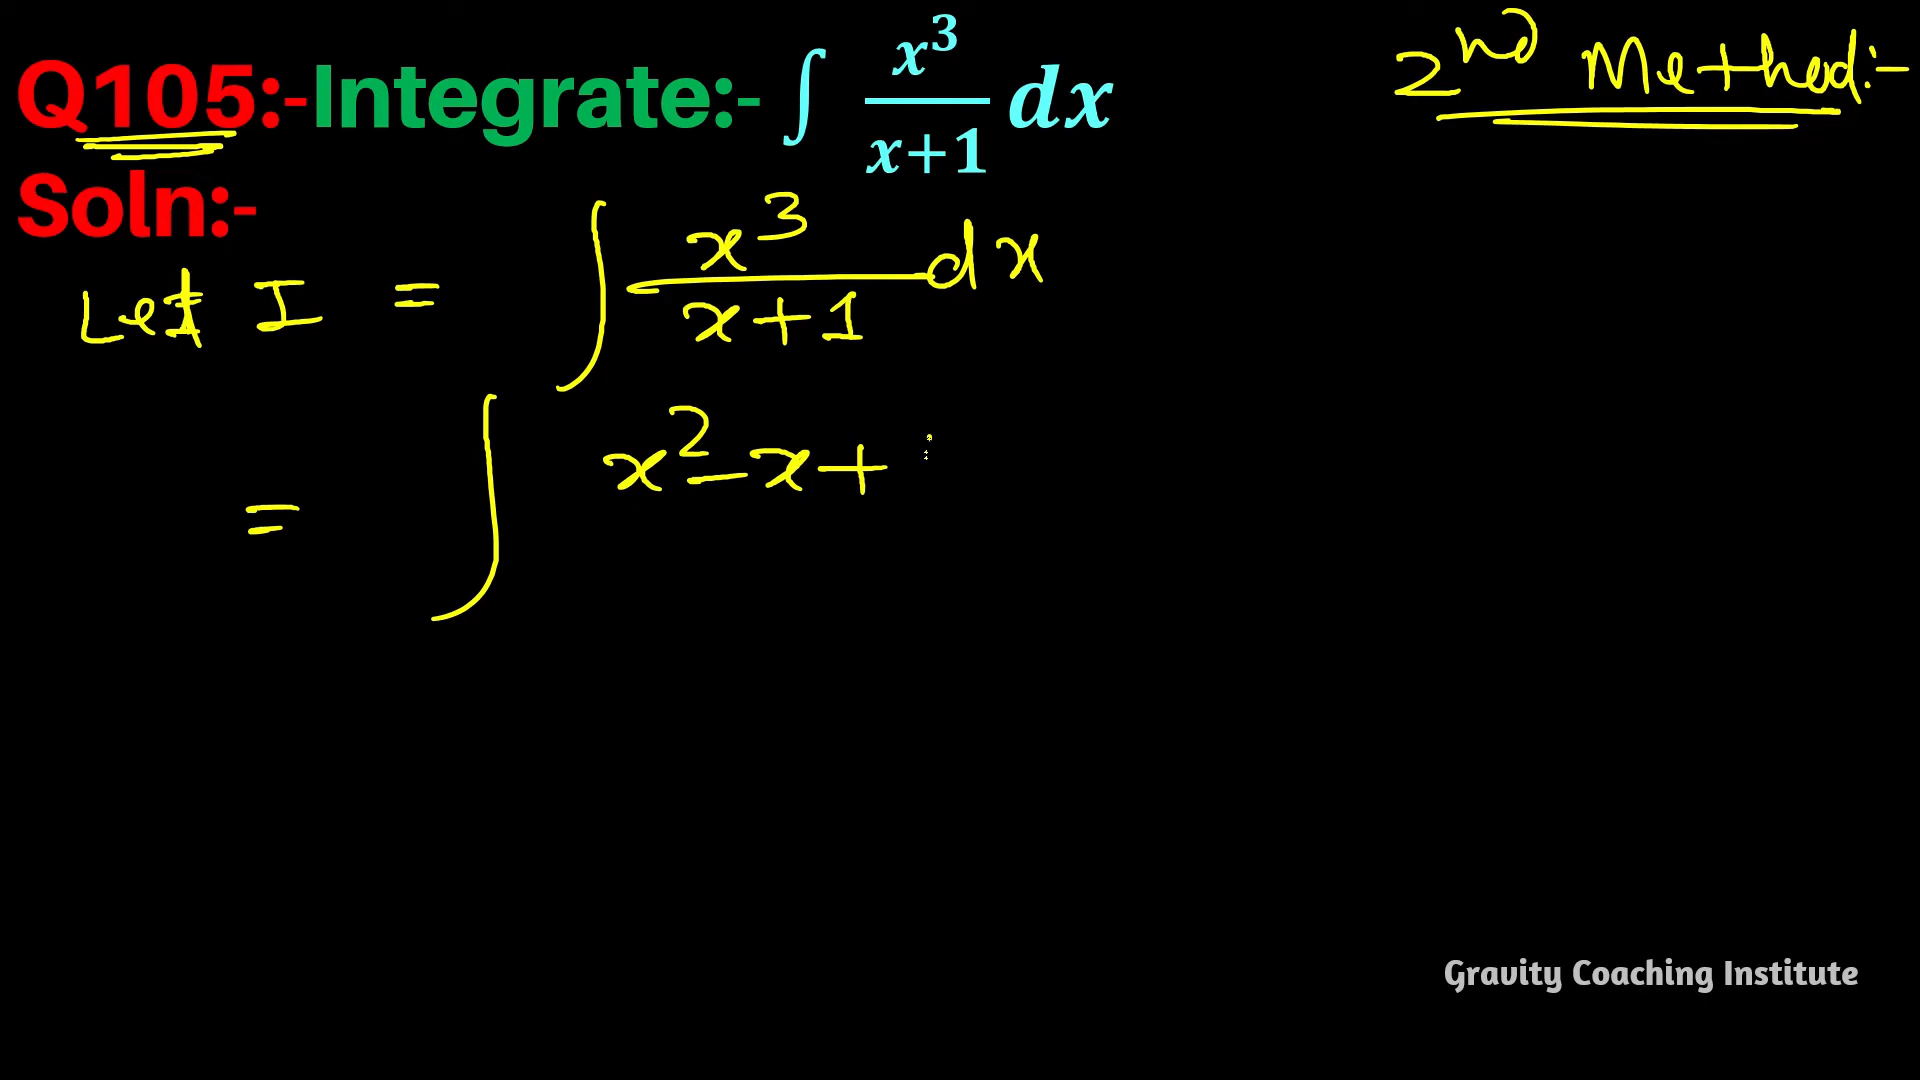 Q105:-Integrate:- ∫ x³/x+1 dx
2nd Method:-
Soln:-
Let I = ∫ x³/x+1 dx
= ∫ x²-x+
Gravity Coaching Institute